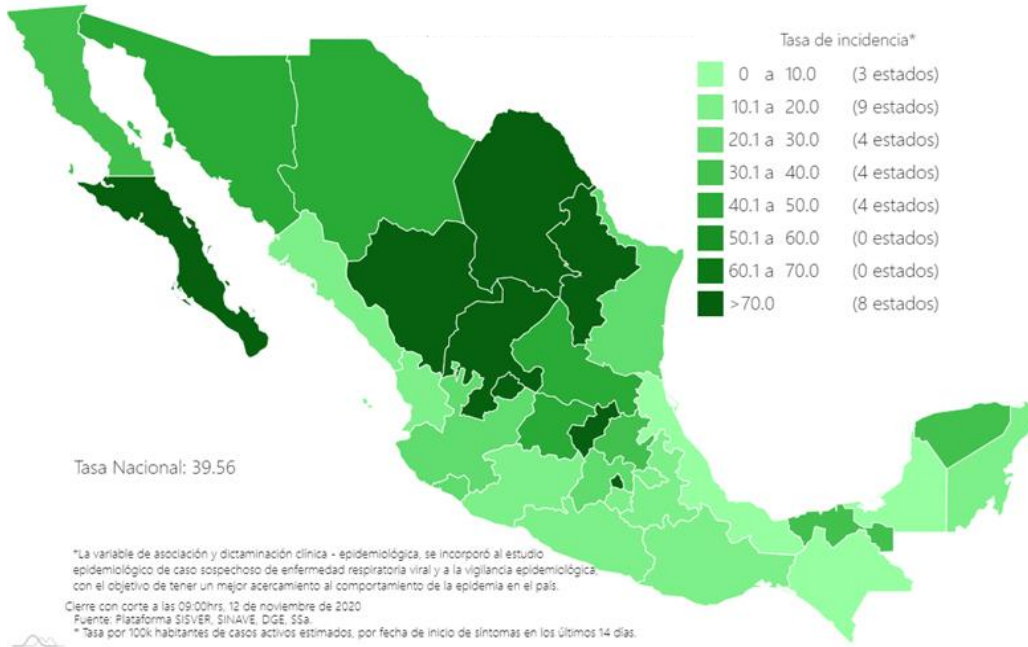 Tasa de incidencia*
0 a 10.0 (3 estados)
10.1 a 20.0 (9 estados)
20.1 a 30.0 (4 estados)
30.1 a 40.0 (4 estados)
40.1 a 50.0 (4 estados)
50.1 a 60.0 (0 estados)
60.1 a 70.0 (0 estados)
>70.0 (8 estados)
Tasa Nacional: 39.56
*La variable de asociación y dictaminación clínica - epidemiológica, se incorporó al estudio
epidemiológico de caso sospechoso de enfermedad respiratoria viral y a la vigilancia epidemiológica,
con el objetivo de tener un mejor acercamiento al comportamiento de la epidemia en el país.
Cierre con corte a las 09:00hrs, 12 de noviembre de 2020
Fuente: Plataforma SISVER, SINAVE, DGE, SSa.
* Tasa por 100k habitantes de casos activos estimados, por fecha de inicio de síntomas en los últimos 14 días.